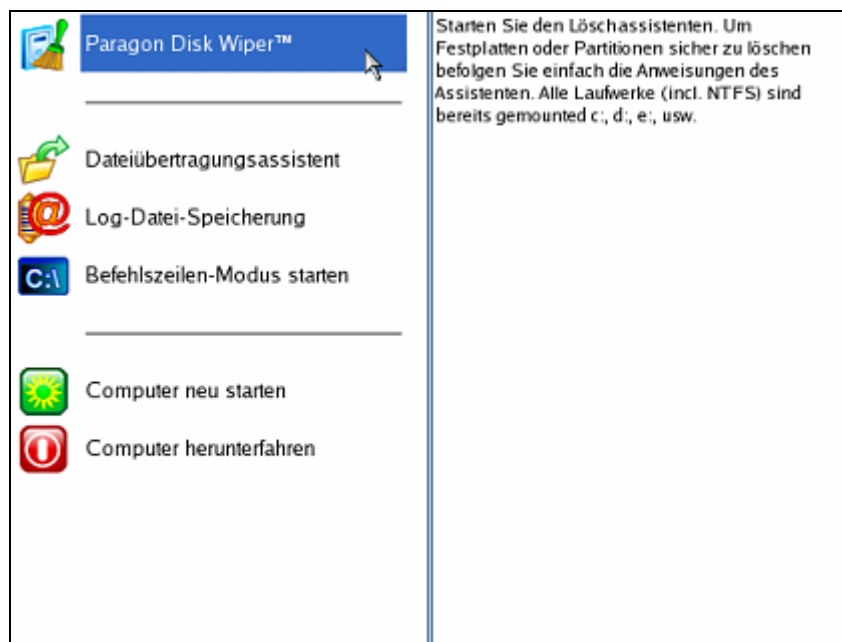 Paragon Disk Wiper™
Dateiübertragungsassistent
Log-Datei-Speicherung
C:\
Befehlszeilen-Modus starten
Computer neu starten
Computer herunterfahren
Starten Sie den Löschassistenten. Um
Festplatten oder Partitionen sicher zu löschen
befolgen Sie einfach die Anweisungen des
Assistenten. Alle Laufwerke (incl. NTFS) sind
bereits gemounted c:, d:, e:, usw.